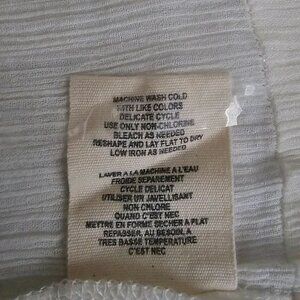 MACHINE WASH COLD
WITH LIKE COLORS
DELICATE CYCLE
USE ONLY NON-CHLORINE
BLEACH AS NEEDED
RESHAPE AND LAY FLAT TO DRY
LOW IRON AS NEEDED
LAVER A LA MACHINE A L'EAU
FROIDE SEPAREMENT
CYCLE DELICAT
UTILISER UN JAVELLISANT
NON CHLORE
QUAND C'EST NEC
METTRE EN FORME SECHER A PLAT
REPASSER, AU BESOIN, A
TRES BASSE TEMPERATURE
C'EST NEC